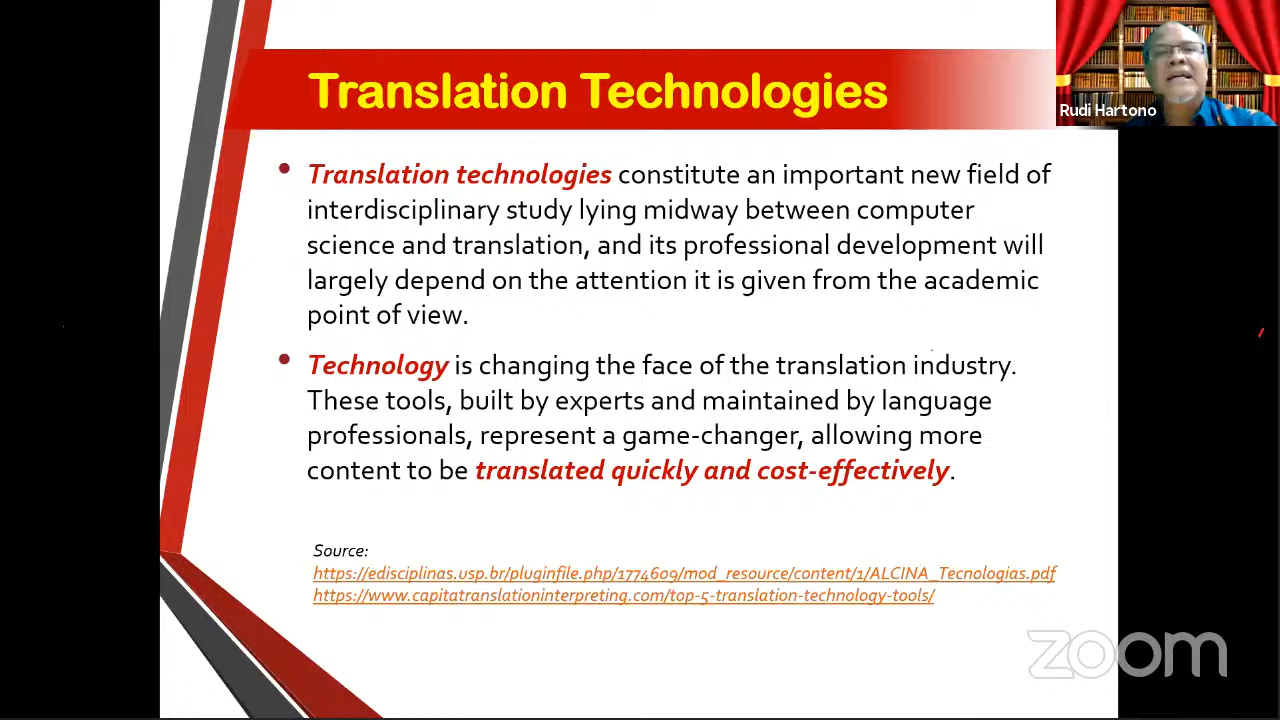 Translation Technologies
Rudi Hartono
• Translation technologies constitute an important new field of
interdisciplinary study lying midway between computer
science and translation, and its professional development will
largely depend on the attention it is given from the academic
point of view.
• Technology is changing the face of the translation industry.
These tools, built by experts and maintained by language
professionals, represent a game-changer, allowing more
content to be translated quickly and cost-effectively.
Source:
https://edisciplinas.usp.br/pluginfile.php/1774609/mod_resource/content/1/ALCINA_Tecnologias.pdf
https://www.capitatranslationinterpreting.com/top-5-translation-technology-tools/
zoom